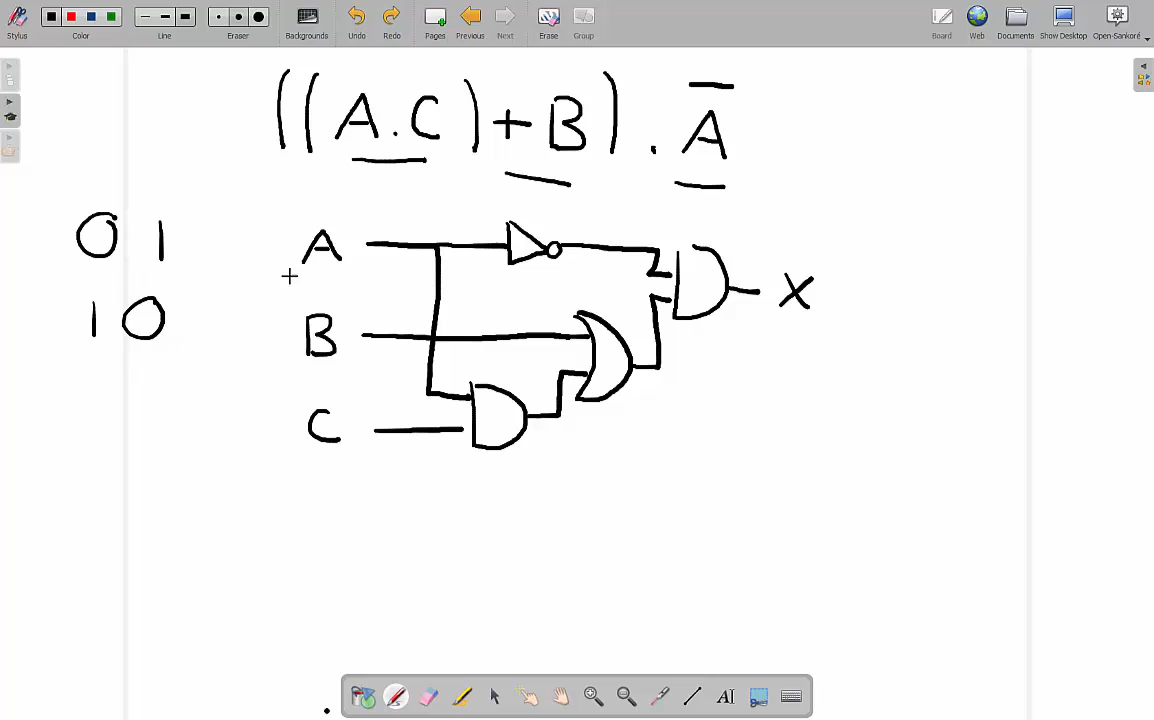 Stylus Color Line Eraser Backgrounds Undo Redo Pages Previous Next Erase Group Board Web Documents Show Desktop Open-Sankoré
((A.C)+B).A̅
0 1 A
X
1 0 B
C
AI